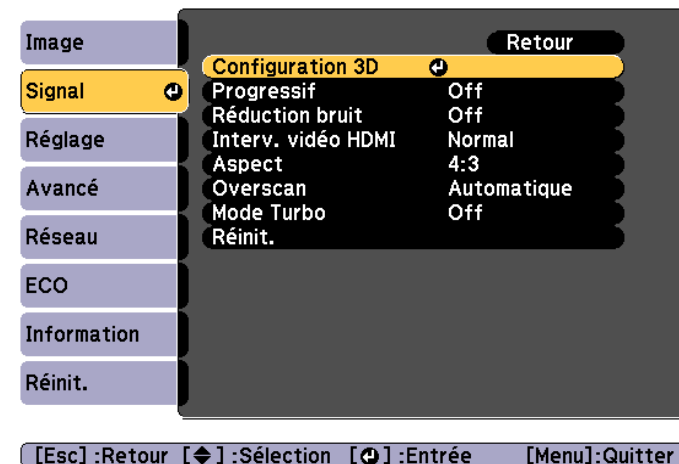 Image
Signal
Réglage
Avancé
Réseau
ECO
Information
Réinit.
Retour
Configuration 3D
Progressif Off
Réduction bruit Off
Interv. vidéo HDMI Normal
Aspect 4:3
Overscan Automatique
Mode Turbo Off
Réinit.
[Esc] :Retour [ ] :Sélection [ ] :Entrée [Menu]:Quitter